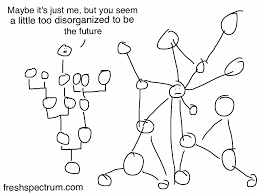 Maybe it's just me, but you seem
a little too disorganized to be
the future
freshspectrum.com